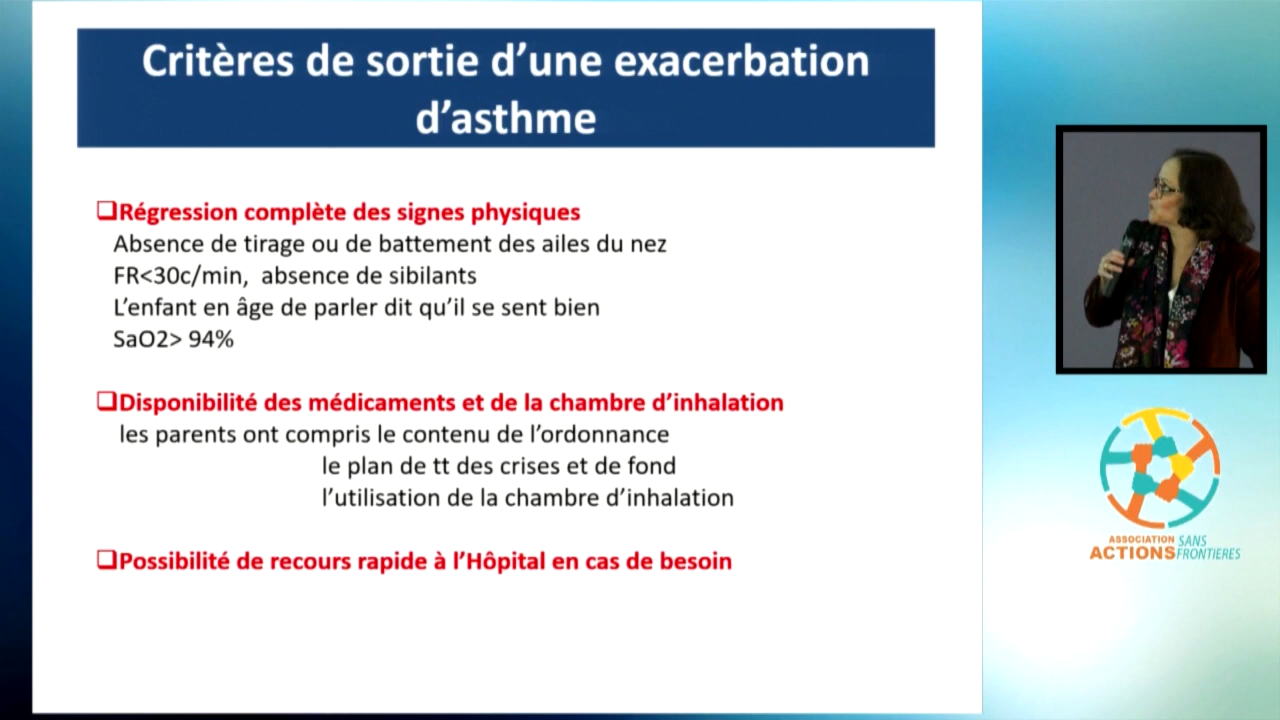 Critères de sortie d’une exacerbation
d’asthme
❑Régression complète des signes physiques
Absence de tirage ou de battement des ailes du nez
FR<30c/min,  absence de sibilants
L’enfant en âge de parler dit qu’il se sent bien
SaO2> 94%
❑Disponibilité des médicaments et de la chambre d’inhalation
les parents ont compris le contenu de l’ordonnance
le plan de tt des crises et de fond
l’utilisation de la chambre d’inhalation
❑Possibilité de recours rapide à l’Hôpital en cas de besoin
ASSOCIATION SANS
ACTIONS FRONTIERES